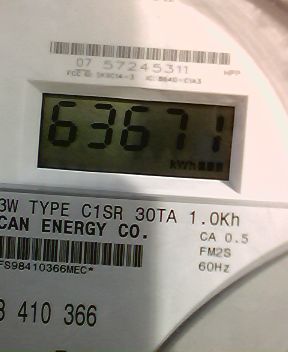 07 57245311
HPP
63671
kWh
3W TYPE C1SR 30TA 1.0Kh
CAN ENERGY CO.
CA 0.5
FM2S
60Hz
FS98410366MEC*
8 410 366